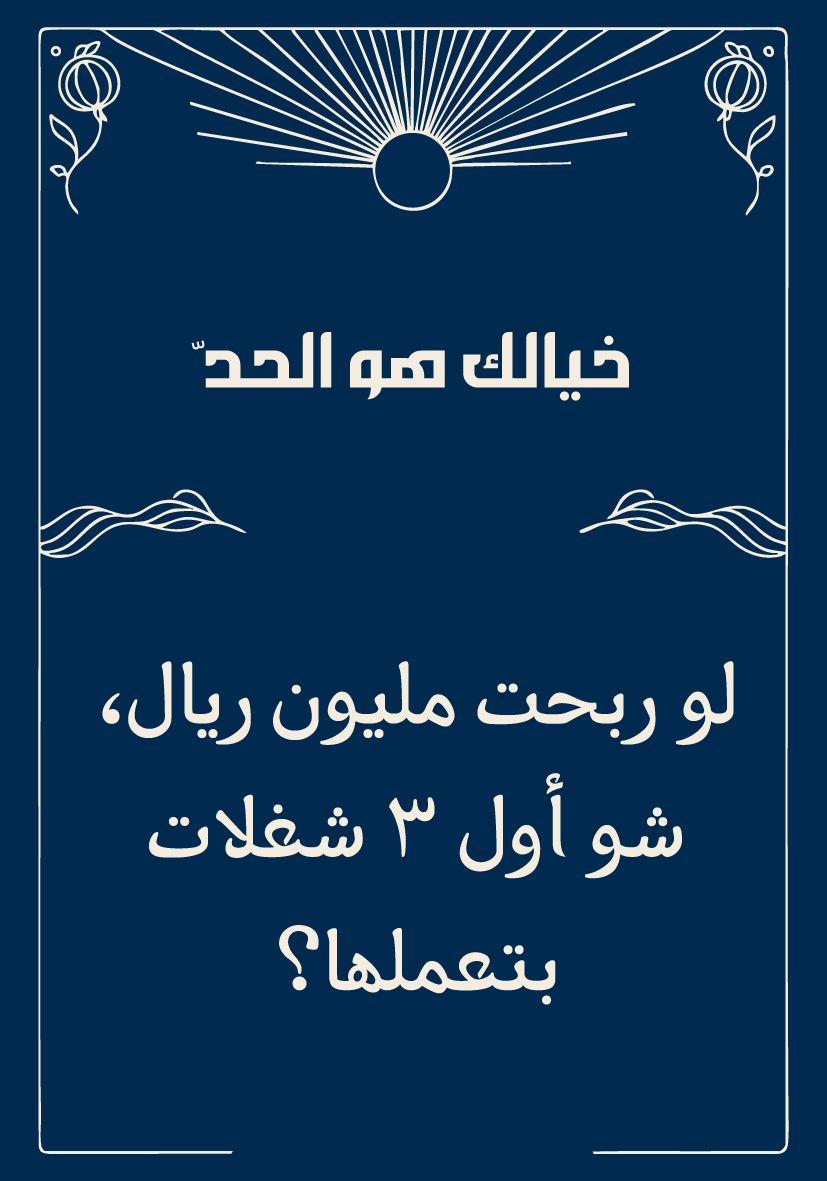 خيالك هو الحدّ
لو ربحت مليون ريال،
شو أول ٣ شغلات
بتعملها؟